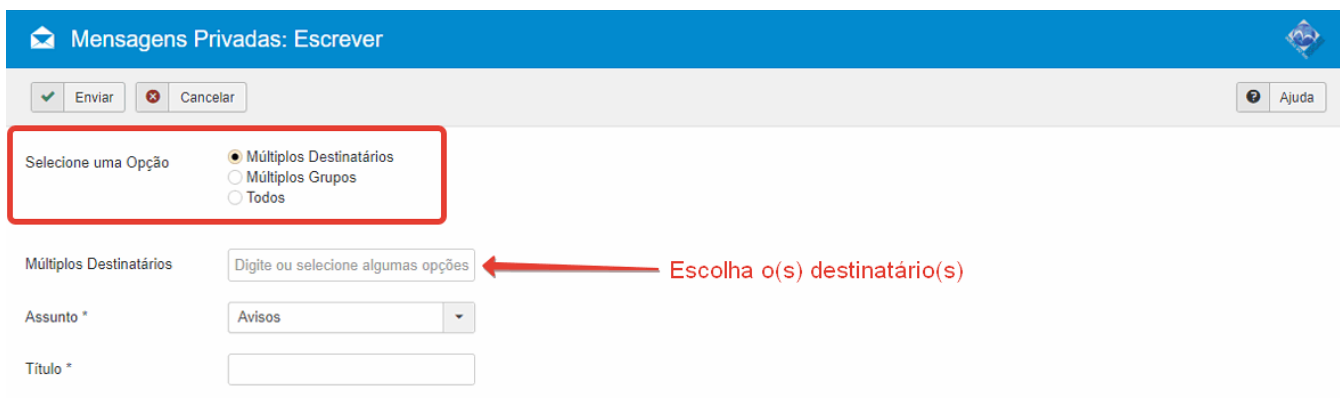 Mensagens Privadas: Escrever
Enviar Cancelar Ajuda
Selecione uma Opção
Múltiplos Destinatários
Múltiplos Grupos
Todos
Múltiplos Destinatários Digite ou selecione algumas opções Escolha o(s) destinatário(s)
Assunto * Avisos
Título *